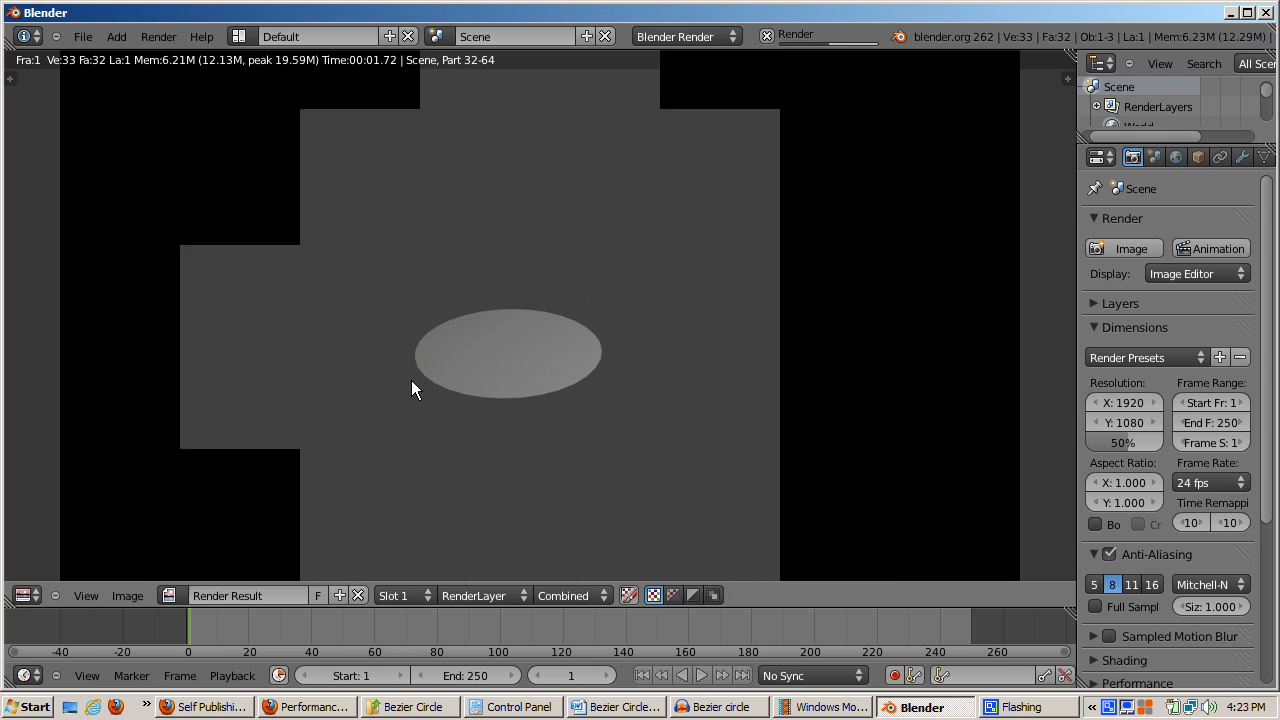 Blender
File Add Render Help Default Scene Blender Render Render blender.org 262 | Ve:33 | Fa:32 | Ob:1-3 | La:1 | Mem:6.23M (12.29M) |
Fra:1 Ve:33 Fa:32 La:1 Mem:6.21M (12.13M, peak 19.59M) Time:00:01.72 | Scene, Part 32-64
View Search All Scen
Scene
RenderLayers
World
Scene
Render
Image Animation
Display: Image Editor
Layers
Dimensions
Render Presets
Resolution: Frame Range:
X: 1920 Start Fr: 1
Y: 1080 End F: 250
50% Frame S: 1
Aspect Ratio: Frame Rate:
X: 1.000 24 fps
Y: 1.000 Time Remappi
Bo Cr 10 10
Anti-Aliasing
5 8 11 16 Mitchell-N
Full Sampl Siz: 1.000
Sampled Motion Blur
Shading
Performance
View Image Render Result F Slot 1 RenderLayer Combined
-40 -20 0 20 40 60 80 100 120 140 160 180 200 220 240 260
View Marker Frame Playback Start: 1 End: 250 1 No Sync
Start » Self Publishi... Performanc... Bezier Circle Control Panel Bezier Circle... Bezier circle Windows Mo... Blender Flashing « 4:23 PM